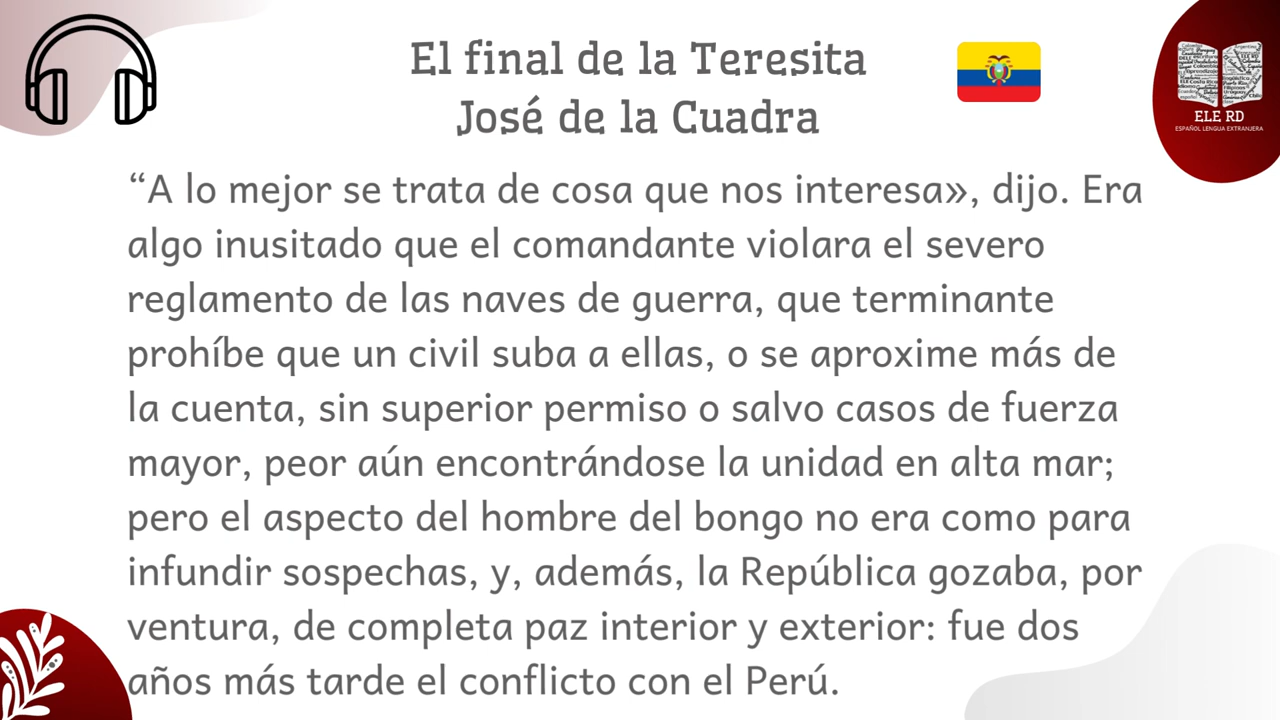 El final de la Teresita
José de la Cuadra
ELE RD
ESPAÑOL LENGUA EXTRANJERA
“A lo mejor se trata de cosa que nos interesa», dijo. Era
algo inusitado que el comandante violara el severo
reglamento de las naves de guerra, que terminante
prohíbe que un civil suba a ellas, o se aproxime más de
la cuenta, sin superior permiso o salvo casos de fuerza
mayor, peor aún encontrándose la unidad en alta mar;
pero el aspecto del hombre del bongo no era como para
infundir sospechas, y, además, la República gozaba, por
ventura, de completa paz interior y exterior: fue dos
años más tarde el conflicto con el Perú.